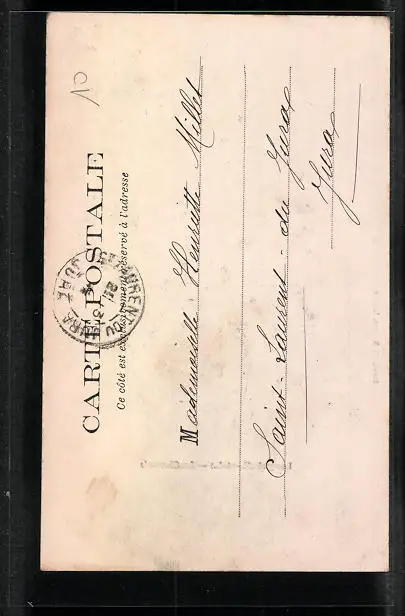 CARTE POSTALE
Ce côté est exclusivement réservé à l'adresse
10
Mademoiselle Henriette Millet
Saint-Laurent-du Jura
Jura